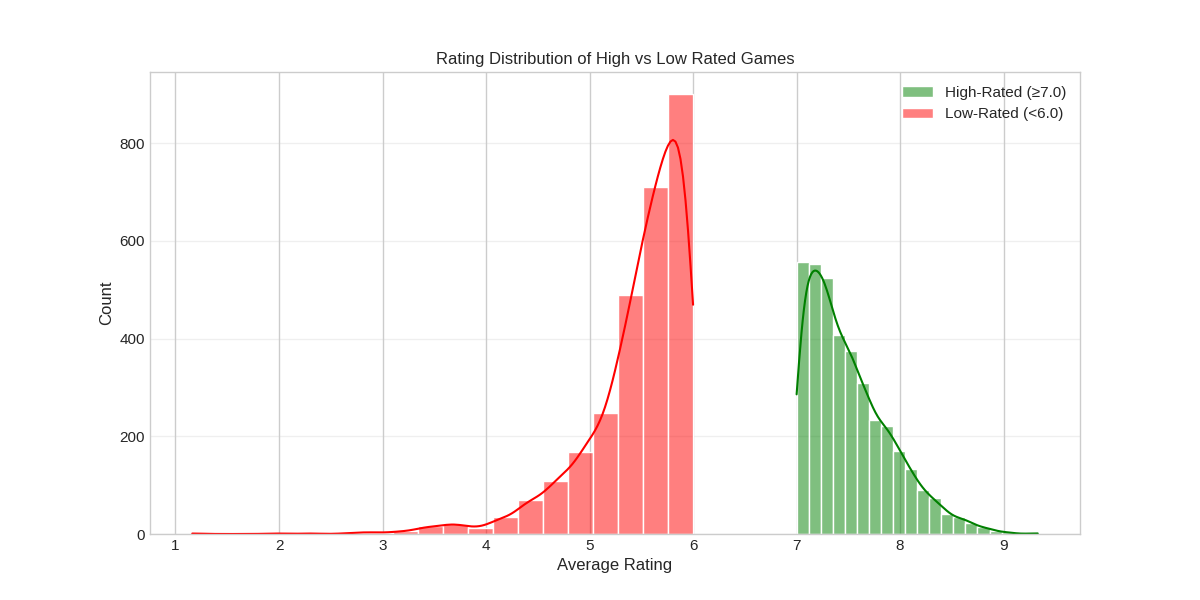 Rating Distribution of High vs Low Rated Games
High-Rated (≥7.0)
Low-Rated (<6.0)
Count
800
600
400
200
0
1 2 3 4 5 6 7 8 9
Average Rating